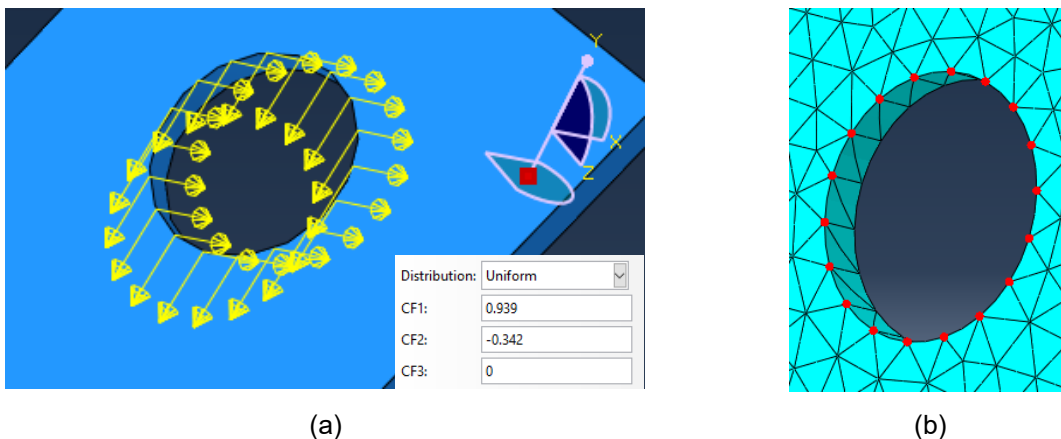 Y
X
Z
Distribution: Uniform
CF1: 0.939
CF2: -0.342
CF3: 0
(a)
(b)